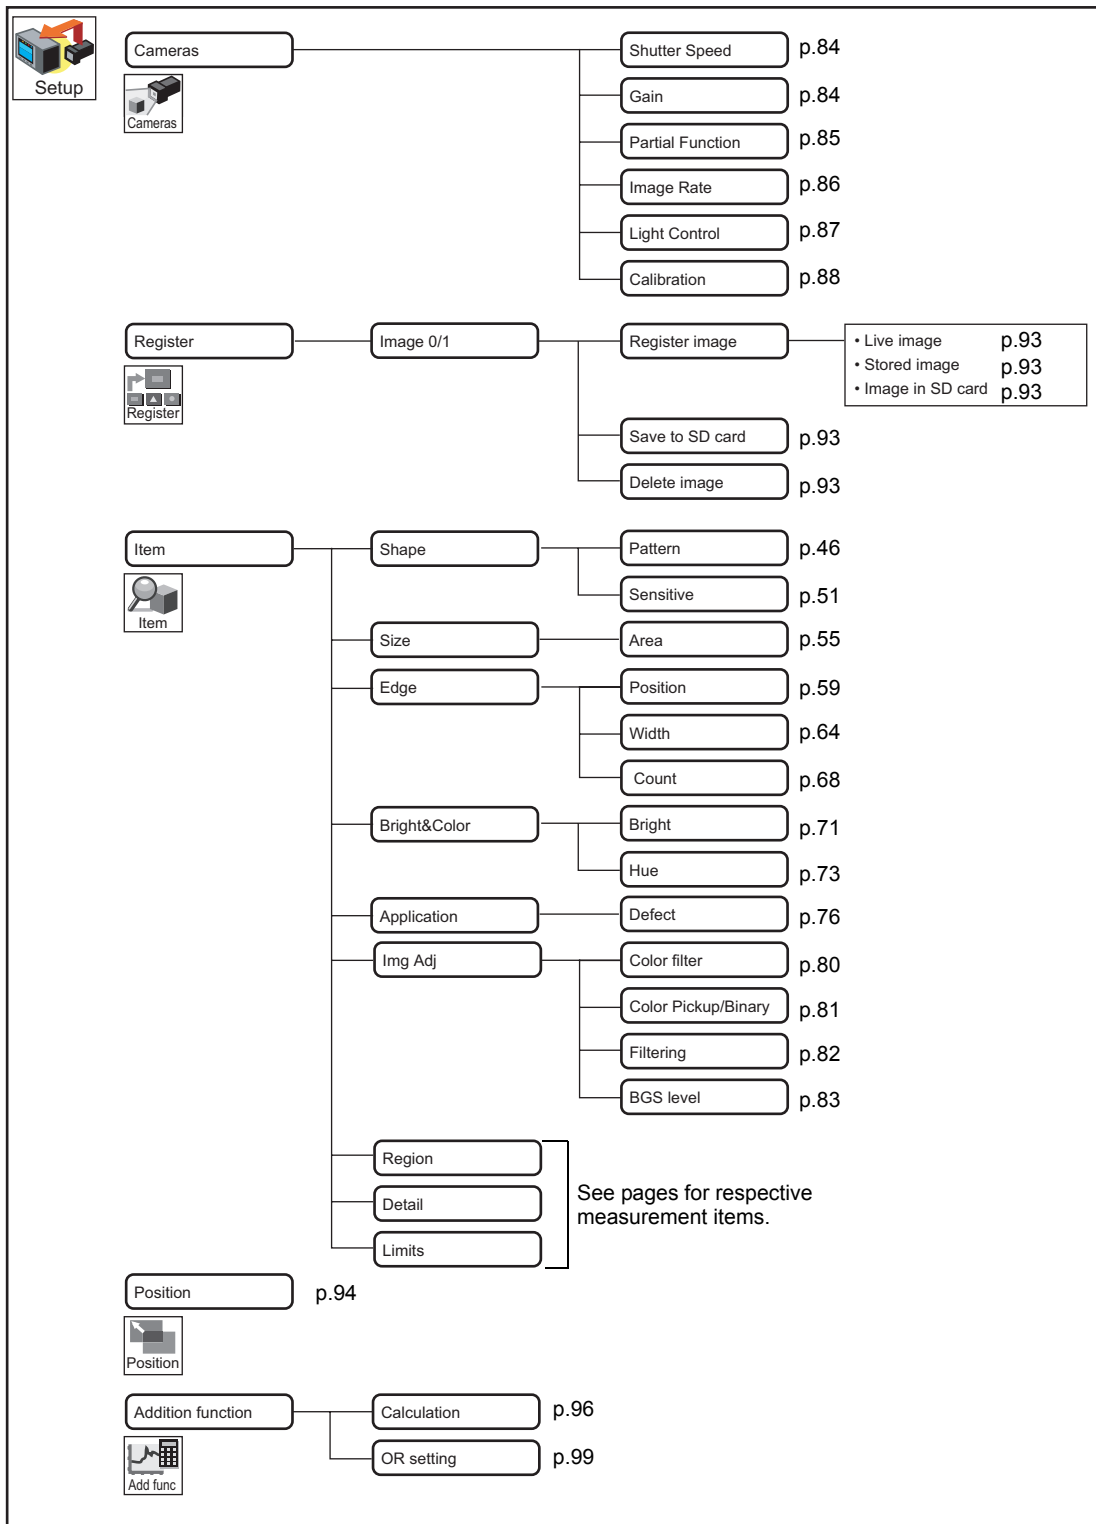 Setup
Cameras
Cameras
Shutter Speed p.84
Gain p.84
Partial Function p.85
Image Rate p.86
Light Control p.87
Calibration p.88
Register
Register
Image 0/1
Register image
• Live image p.93
• Stored image p.93
• Image in SD card p.93
Save to SD card p.93
Delete image p.93
Item
Item
Shape
Pattern p.46
Sensitive p.51
Size
Area p.55
Edge
Position p.59
Width p.64
Count p.68
Bright&Color
Bright p.71
Hue p.73
Application
Defect p.76
Img Adj
Color filter p.80
Color Pickup/Binary p.81
Filtering p.82
BGS level p.83
Region
Detail
Limits
See pages for respective
measurement items.
Position p.94
Position
Addition function
Add func
Calculation p.96
OR setting p.99